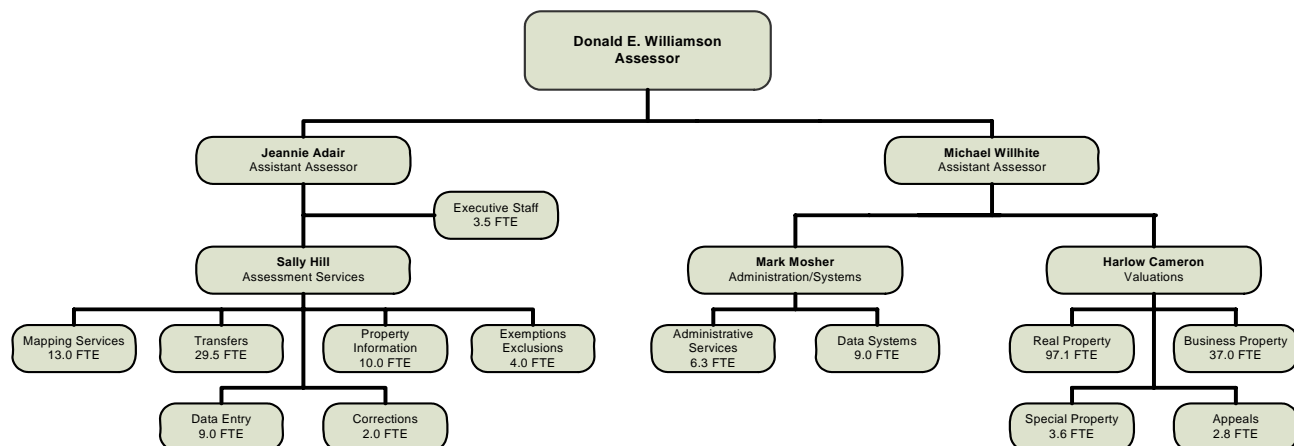 Donald E. Williamson
Assessor
Jeannie Adair
Assistant Assessor
Michael Willhite
Assistant Assessor
Executive Staff
3.5 FTE
Sally Hill
Assessment Services
Mark Mosher
Administration/Systems
Harlow Cameron
Valuations
Mapping Services
13.0 FTE
Transfers
29.5 FTE
Property
Information
10.0 FTE
Exemptions
Exclusions
4.0 FTE
Administrative
Services
6.3 FTE
Data Systems
9.0 FTE
Real Property
97.1 FTE
Business Property
37.0 FTE
Data Entry
9.0 FTE
Corrections
2.0 FTE
Special Property
3.6 FTE
Appeals
2.8 FTE